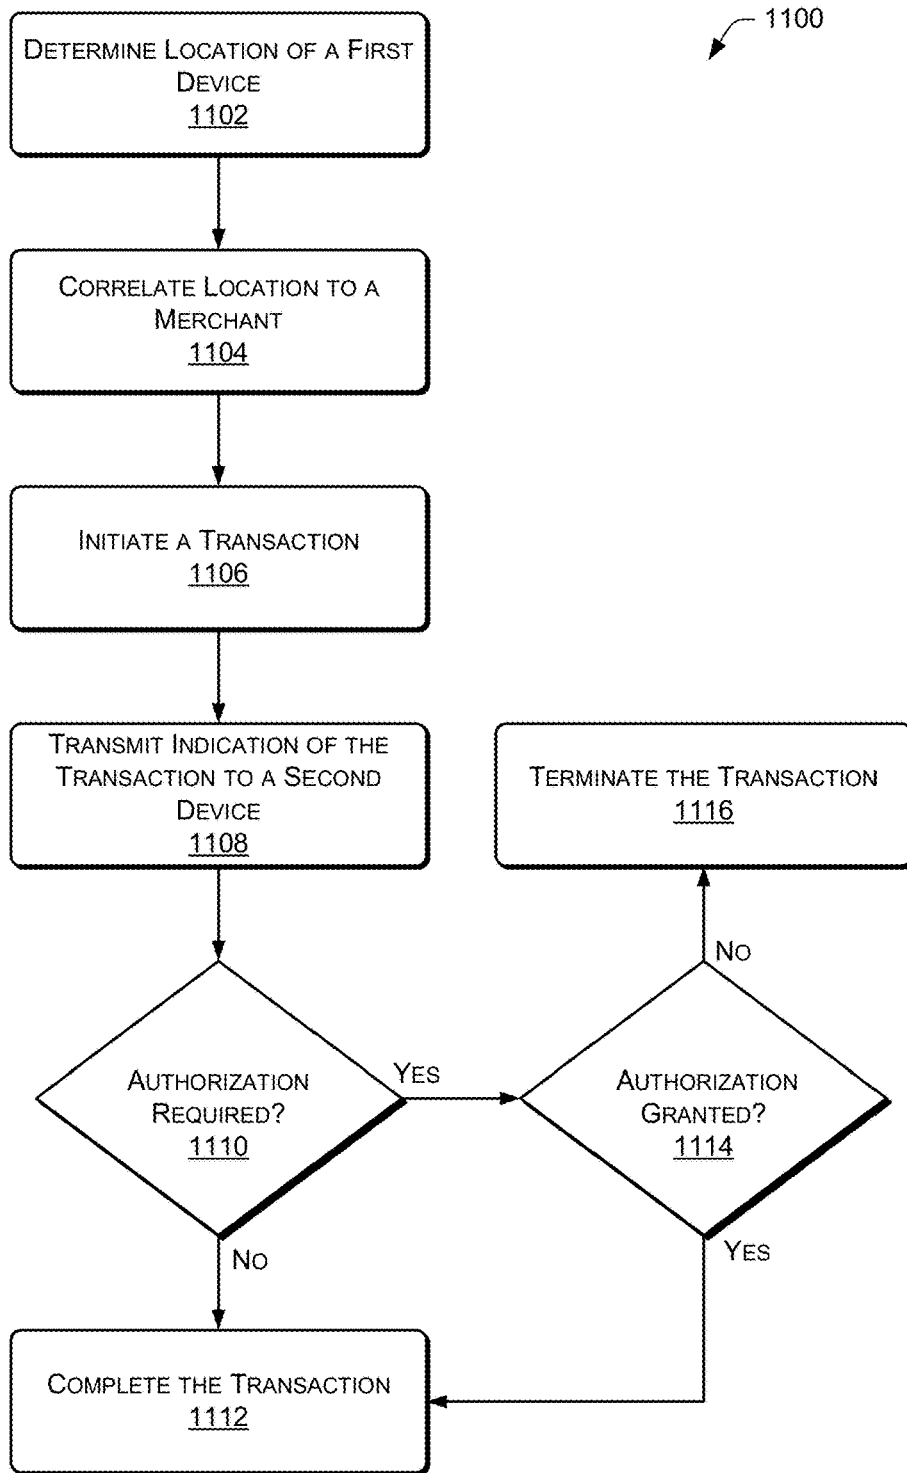 1100
DETERMINE LOCATION OF A FIRST
DEVICE
1102
CORRELATE LOCATION TO A
MERCHANT
1104
INITIATE A TRANSACTION
1106
TRANSMIT INDICATION OF THE
TRANSACTION TO A SECOND
DEVICE
1108
TERMINATE THE TRANSACTION
1116
AUTHORIZATION
REQUIRED?
1110
YES
NO
AUTHORIZATION
GRANTED?
1114
NO
YES
COMPLETE THE TRANSACTION
1112